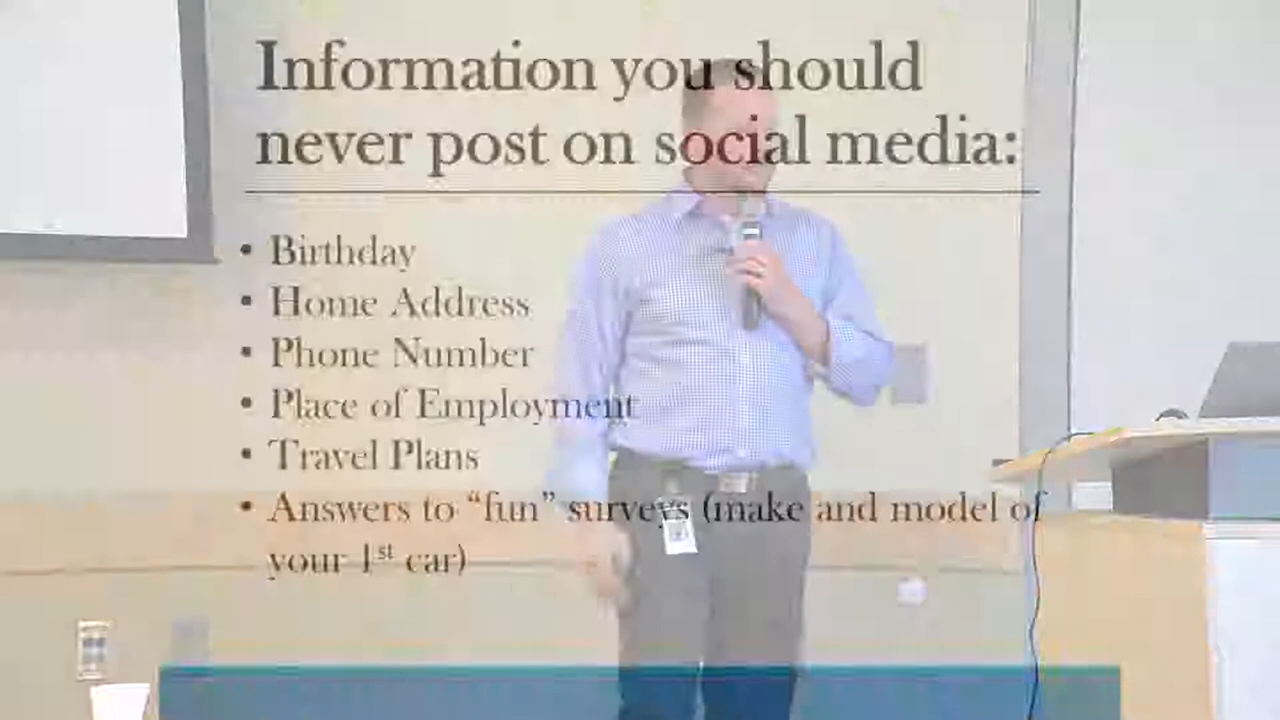 Information you should
never post on social media:
• Birthday
• Home Address
• Phone Number
• Place of Employment
• Travel Plans
• Answers to “fun” surveys (make and model of
your 1st car)